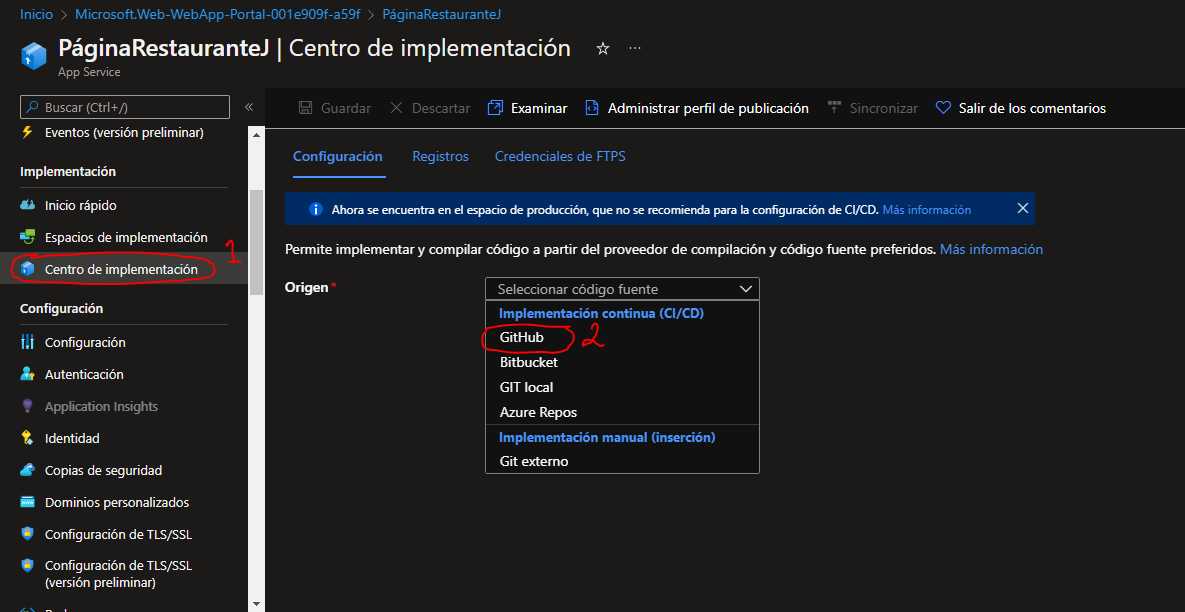 Inicio > Microsoft.Web-WebApp-Portal-001e909f-a59f > PáginaRestauranteJ
PáginaRestauranteJ | Centro de implementación
App Service
Buscar (Ctrl+/)
«
Guardar
Descartar
Examinar
Administrar perfil de publicación
Sincronizar
Salir de los comentarios
Eventos (versión preliminar)
Implementación
Inicio rápido
Espacios de implementación
Centro de implementación
1
Configuración
Configuración
Autenticación
Application Insights
Identidad
Copias de seguridad
Dominios personalizados
Configuración de TLS/SSL
Configuración de TLS/SSL
(versión preliminar)
Configuración
Registros
Credenciales de FTPS
Ahora se encuentra en el espacio de producción, que no se recomienda para la configuración de CI/CD. Más información
Permite implementar y compilar código a partir del proveedor de compilación y código fuente preferidos. Más información
Origen *
Seleccionar código fuente
Implementación continua (CI/CD)
GitHub
2
Bitbucket
GIT local
Azure Repos
Implementación manual (inserción)
Git externo